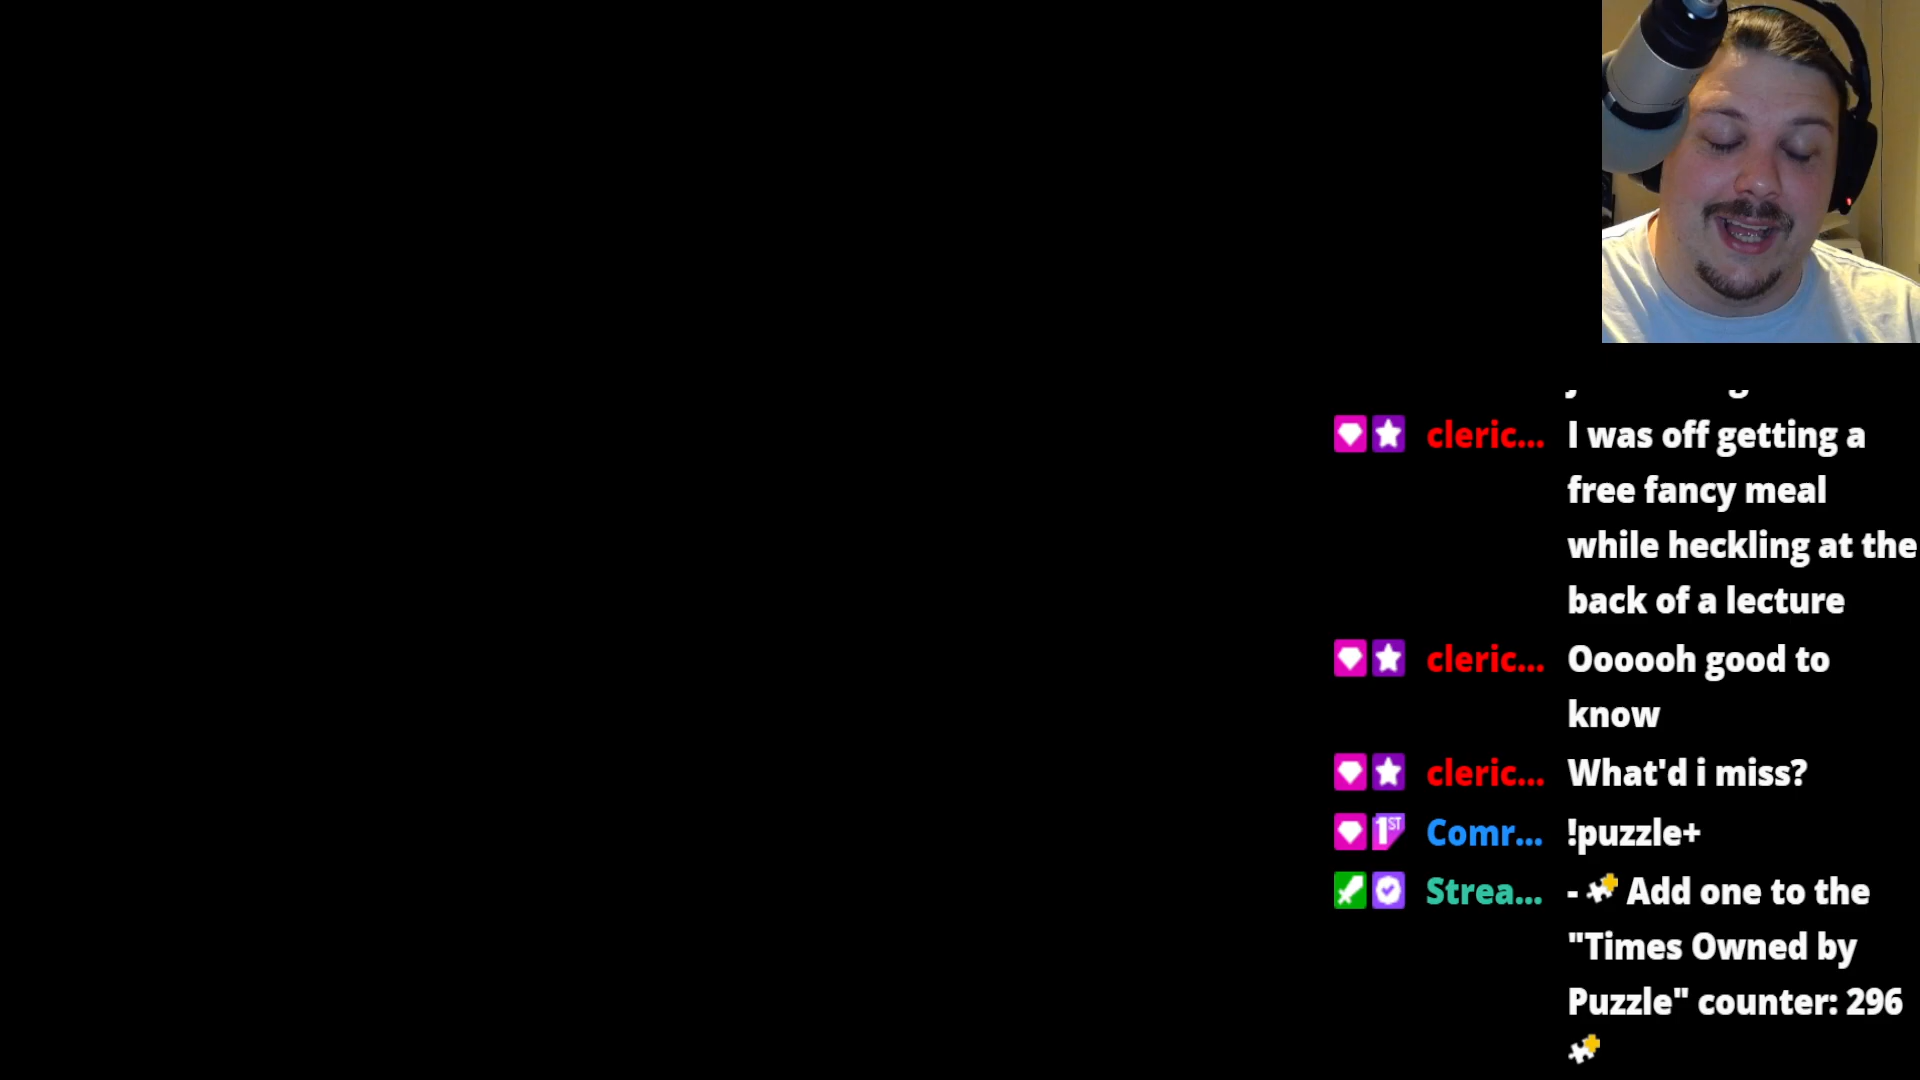 cleric... I was off getting a
free fancy meal
while heckling at the
back of a lecture
cleric... Oooooh good to
know
cleric... What'd i miss?
1ST Comr... !puzzle+
Strea... - Add one to the
"Times Owned by
Puzzle" counter: 296